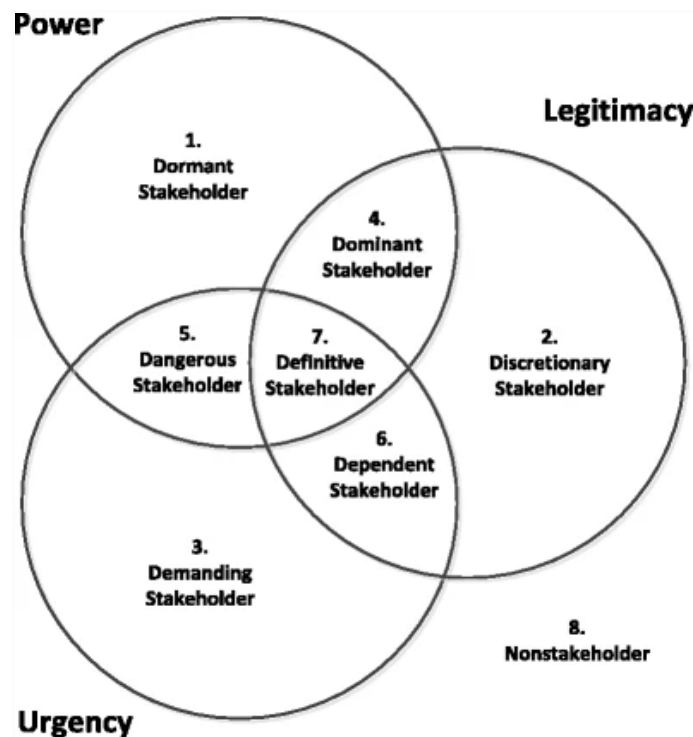 Power
Legitimacy
1.
Dormant
Stakeholder
4.
Dominant
Stakeholder
5.
Dangerous
Stakeholder
7.
Definitive
Stakeholder
2.
Discretionary
Stakeholder
6.
Dependent
Stakeholder
3.
Demanding
Stakeholder
8.
Nonstakeholder
Urgency